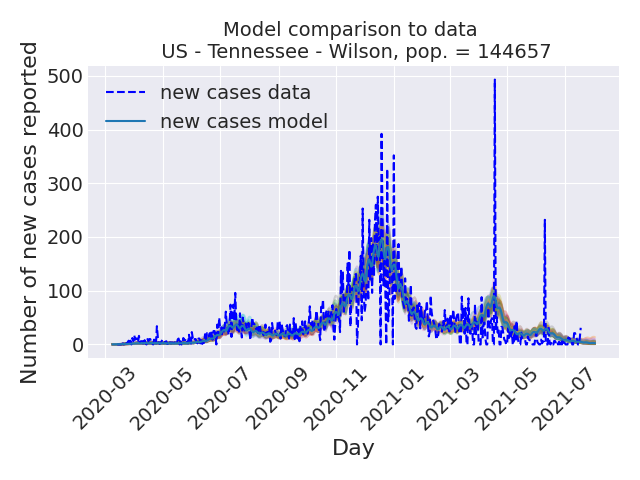 Model comparison to data
US - Tennessee - Wilson, pop. = 144657
Number of new cases reported
500
400
300
200
100
0
new cases data
new cases model
2020-03
2020-05
2020-07
2020-09
2020-11
2021-01
2021-03
2021-05
2021-07
Day